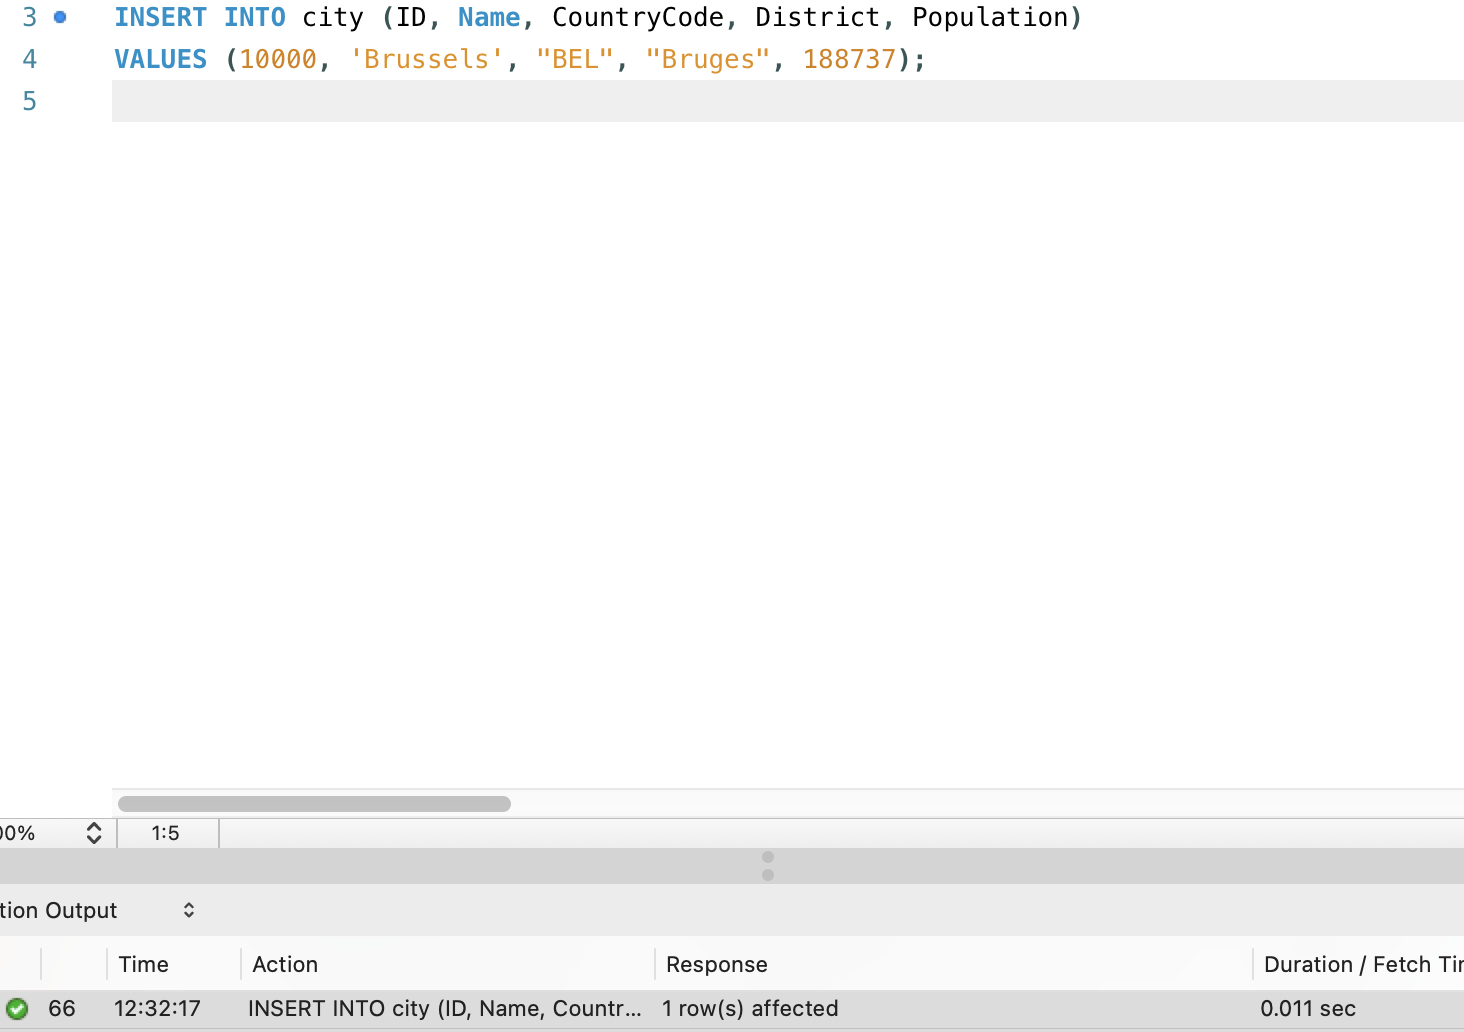 3 INSERT INTO city (ID, Name, CountryCode, District, Population)
4 VALUES (10000, 'Brussels', "BEL", "Bruges", 188737);
5
00% 1:5
tion Output
Time Action Response Duration / Fetch Tir
66 12:32:17 INSERT INTO city (ID, Name, Countr... 1 row(s) affected 0.011 sec